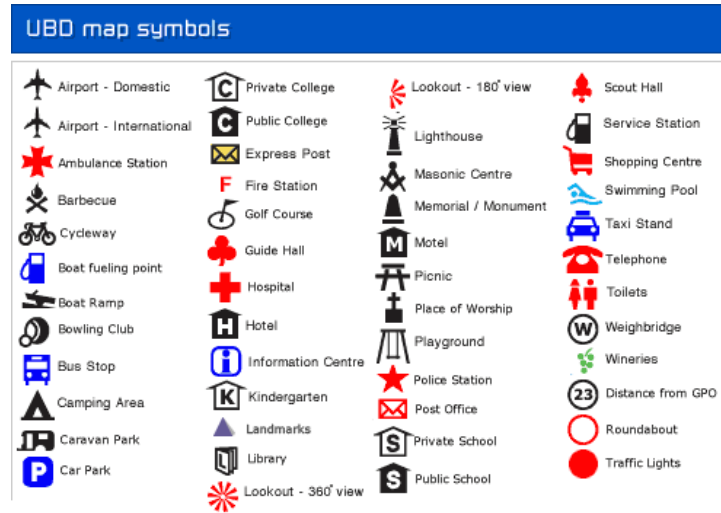 UBD map symbols
Airport - Domestic
Airport - International
Ambulance Station
Barbecue
Cycleway
Boat fueling point
Boat Ramp
Bowling Club
Bus Stop
Camping Area
Caravan Park
P Car Park
C Private College
C Public College
Express Post
F Fire Station
Golf Course
Guide Hall
Hospital
H Hotel
i Information Centre
K Kindergarten
Landmarks
L Library
Lookout - 360° view
Lookout - 180° view
Lighthouse
Masonic Centre
Memorial / Monument
M Motel
Picnic
Place of Worship
Playground
Police Station
Post Office
S Private School
S Public School
Scout Hall
Service Station
Shopping Centre
Swimming Pool
Taxi Stand
Telephone
Toilets
W Weighbridge
Wineries
23 Distance from GPO
Roundabout
Traffic Lights